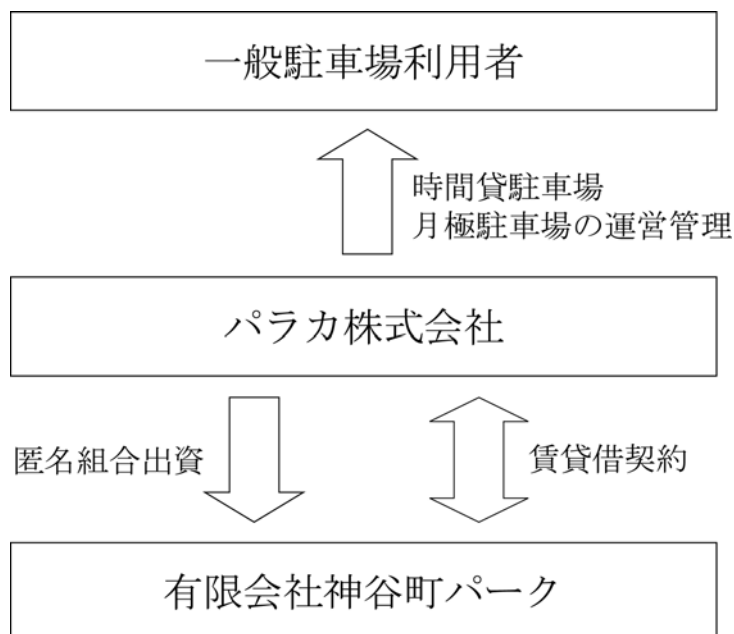 一般駐車場利用者
時間貸駐車場
月極駐車場の運営管理
パラカ株式会社
匿名組合出資
賃貸借契約
有限会社神谷町パーク